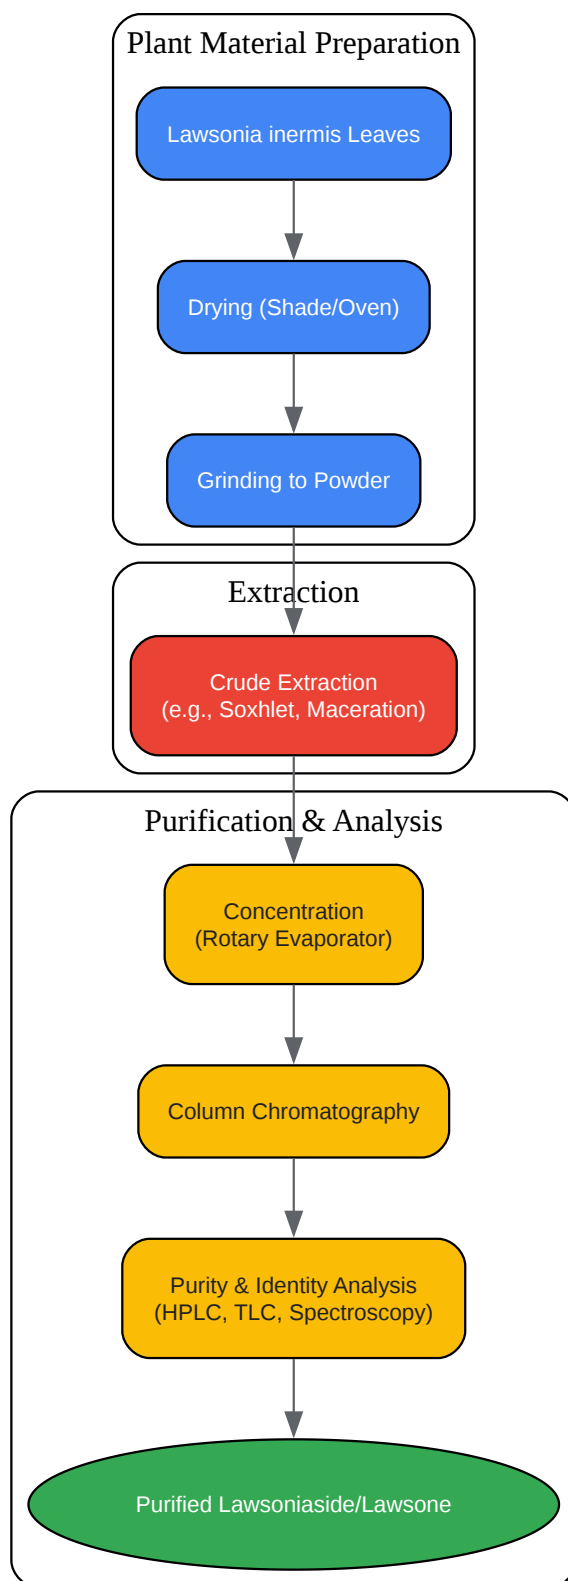 Plant Material Preparation
Lawsonia inermis Leaves
Drying (Shade/Oven)
Grinding to Powder
Extraction
Crude Extraction
(e.g., Soxhlet, Maceration)
Purification & Analysis
Concentration
(Rotary Evaporator)
Column Chromatography
Purity & Identity Analysis
(HPLC, TLC, Spectroscopy)
Purified Lawsoniaside/Lawsone